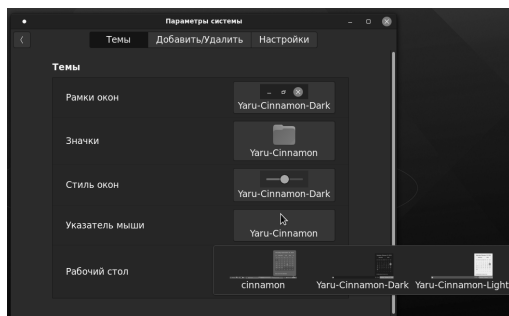 Параметры системы
Темы Добавить/Удалить Настройки
Темы
Рамки окон
Yaru-Cinnamon-Dark
Значки
Yaru-Cinnamon
Стиль окон
Yaru-Cinnamon-Dark
Указатель мыши
Yaru-Cinnamon
Рабочий стол
cinnamon Yaru-Cinnamon-Dark Yaru-Cinnamon-Light